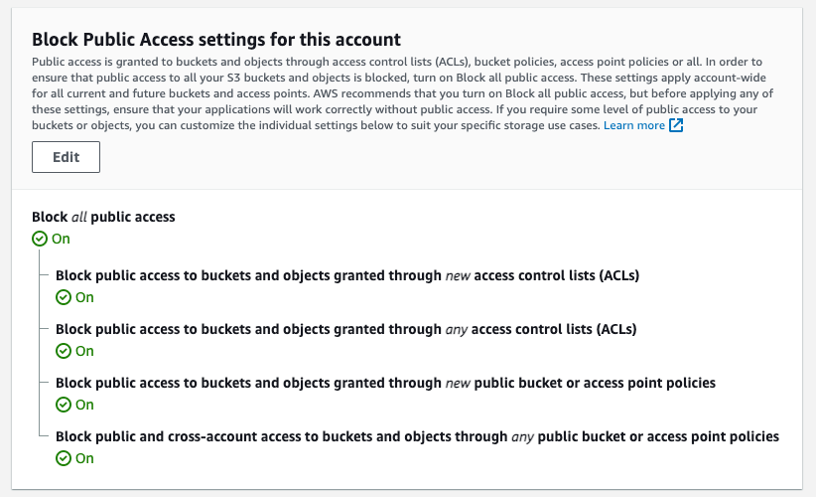 Block Public Access settings for this account
Public access is granted to buckets and objects through access control lists (ACLs), bucket policies, access point policies or all. In order to
ensure that public access to all your S3 buckets and objects is blocked, turn on Block all public access. These settings apply account-wide
for all current and future buckets and access points. AWS recommends that you turn on Block all public access, but before applying any of
these settings, ensure that your applications will work correctly without public access. If you require some level of public access to your
buckets or objects, you can customize the individual settings below to suit your specific storage use cases. Learn more
Edit
Block all public access
On
Block public access to buckets and objects granted through new access control lists (ACLs)
On
Block public access to buckets and objects granted through any access control lists (ACLs)
On
Block public access to buckets and objects granted through new public bucket or access point policies
On
Block public and cross-account access to buckets and objects through any public bucket or access point policies
On